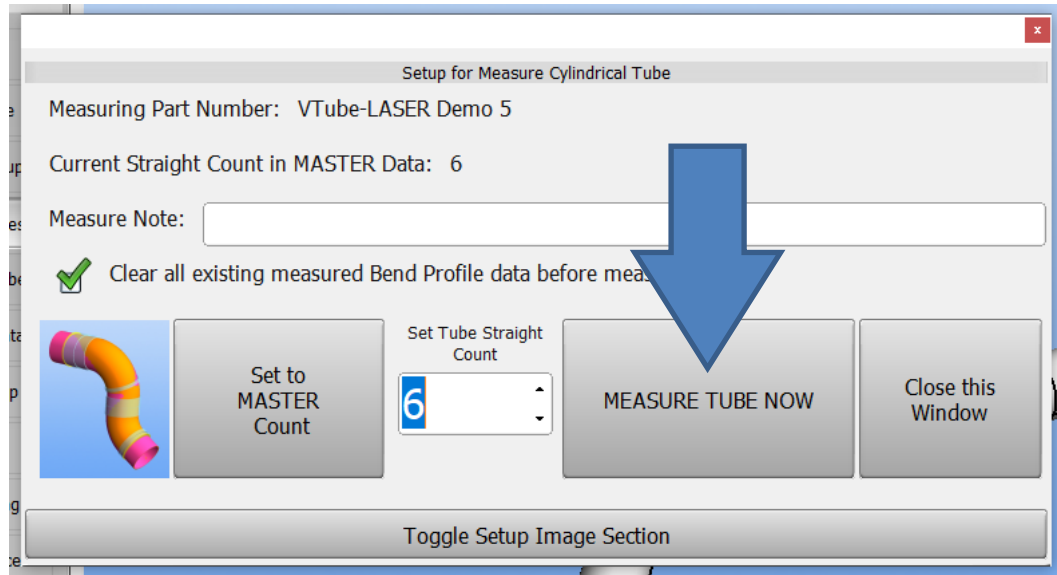 x
Setup for Measure Cylindrical Tube
Measuring Part Number: VTube-LASER Demo 5
Current Straight Count in MASTER Data: 6
Measure Note:
Clear all existing measured Bend Profile data before
Set to
MASTER
Count
Set Tube Straight
Count
6
MEASURE TUBE NOW
Close this
Window
Toggle Setup Image Section